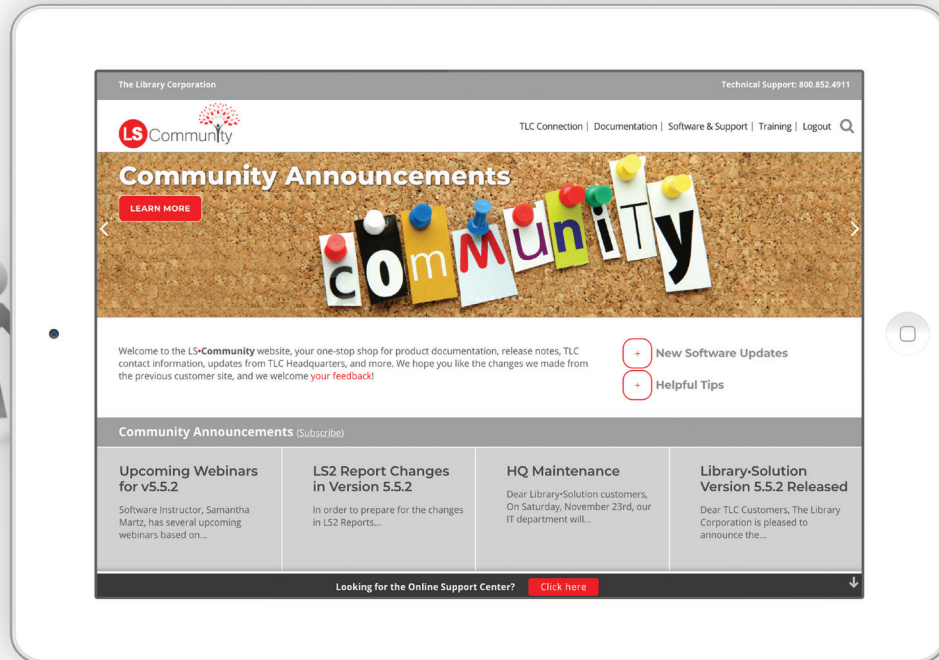 The Library Corporation
Technical Support: 800.852.4911
LS Community
TLC Connection | Documentation | Software & Support | Training | Logout
Community Announcements
LEARN MORE
comMuniTy
Welcome to the LS•Community website, your one-stop shop for product documentation, release notes, TLC
contact information, updates from TLC Headquarters, and more. We hope you like the changes we made from
the previous customer site, and we welcome your feedback!
+ New Software Updates
+ Helpful Tips
Community Announcements (Subscribe)
Upcoming Webinars
for v5.5.2
Software Instructor, Samantha
Martz, has several upcoming
webinars based on...
LS2 Report Changes
in Version 5.5.2
In order to prepare for the changes
in LS2 Reports...
HQ Maintenance
Dear Library•Solution customers,
On Saturday, November 23rd, our
IT department will...
Library•Solution
Version 5.5.2 Released
Dear TLC Customers, The Library
Corporation is pleased to
announce the...
Looking for the Online Support Center? Click here